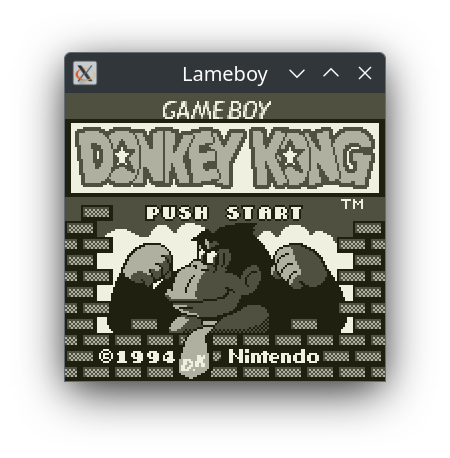 Lameboy
GAME BOY
DONKEY KONG
TM
PUSH START
©1994 Nintendo
DK